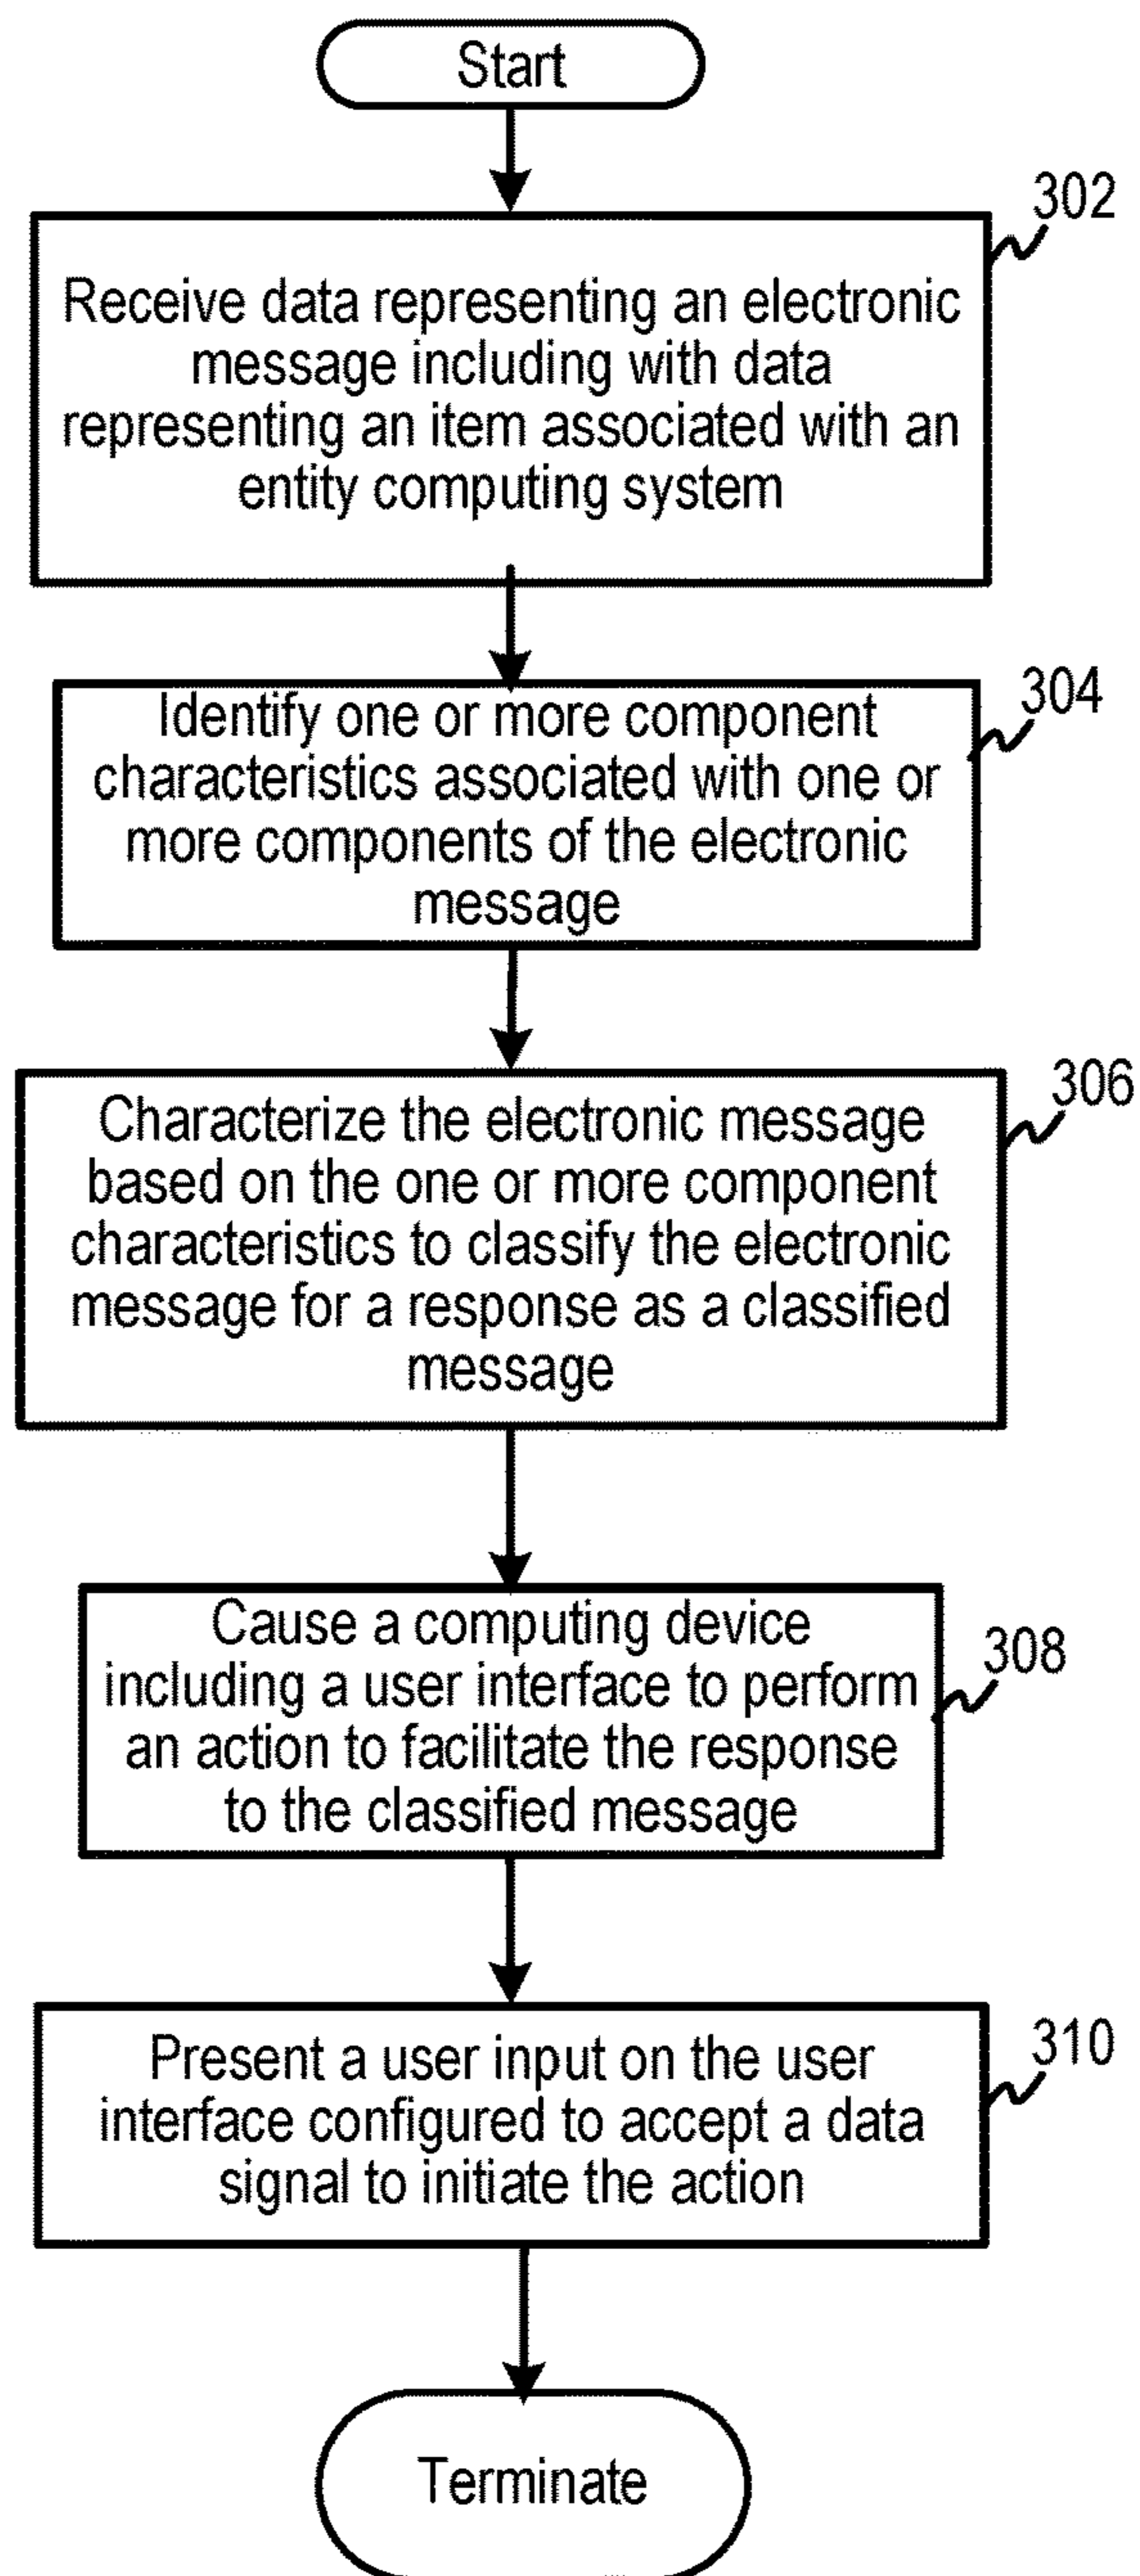 Start
302
Receive data representing an electronic
message including with data
representing an item associated with an
entity computing system
304
Identify one or more component
characteristics associated with one or
more components of the electronic
message
306
Characterize the electronic message
based on the one or more component
characteristics to classify the electronic
message for a response as a classified
message
308
Cause a computing device
including a user interface to perform
an action to facilitate the response
to the classified message
310
Present a user input on the user
interface configured to accept a data
signal to initiate the action
Terminate